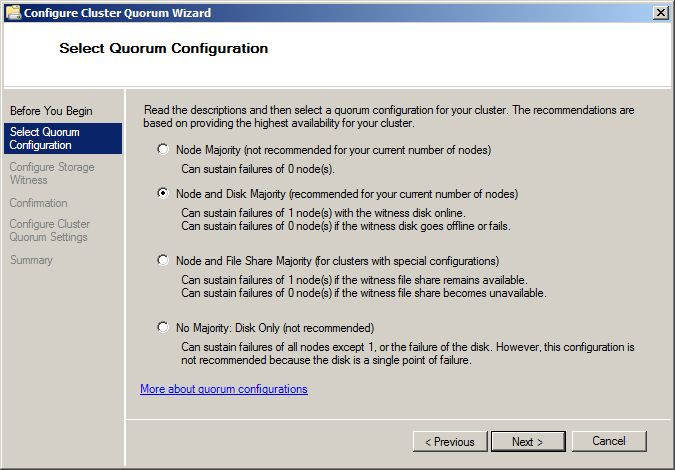 Configure Cluster Quorum Wizard
Select Quorum Configuration
Before You Begin
Select Quorum
Configuration
Configure Storage
Witness
Confirmation
Configure Cluster
Quorum Settings
Summary
Read the descriptions and then select a quorum configuration for your cluster. The recommendations are
based on providing the highest availability for your cluster.
Node Majority (not recommended for your current number of nodes)
Can sustain failures of 0 node(s).
Node and Disk Majority (recommended for your current number of nodes)
Can sustain failures of 1 node(s) with the witness disk online.
Can sustain failures of 0 node(s) if the witness disk goes offline or fails.
Node and File Share Majority (for clusters with special configurations)
Can sustain failures of 1 node(s) if the witness file share remains available.
Can sustain failures of 0 node(s) if the witness file share becomes unavailable.
No Majority: Disk Only (not recommended)
Can sustain failures of all nodes except 1, or the failure of the disk. However, this configuration is
not recommended because the disk is a single point of failure.
More about quorum configurations
< Previous
Next >
Cancel